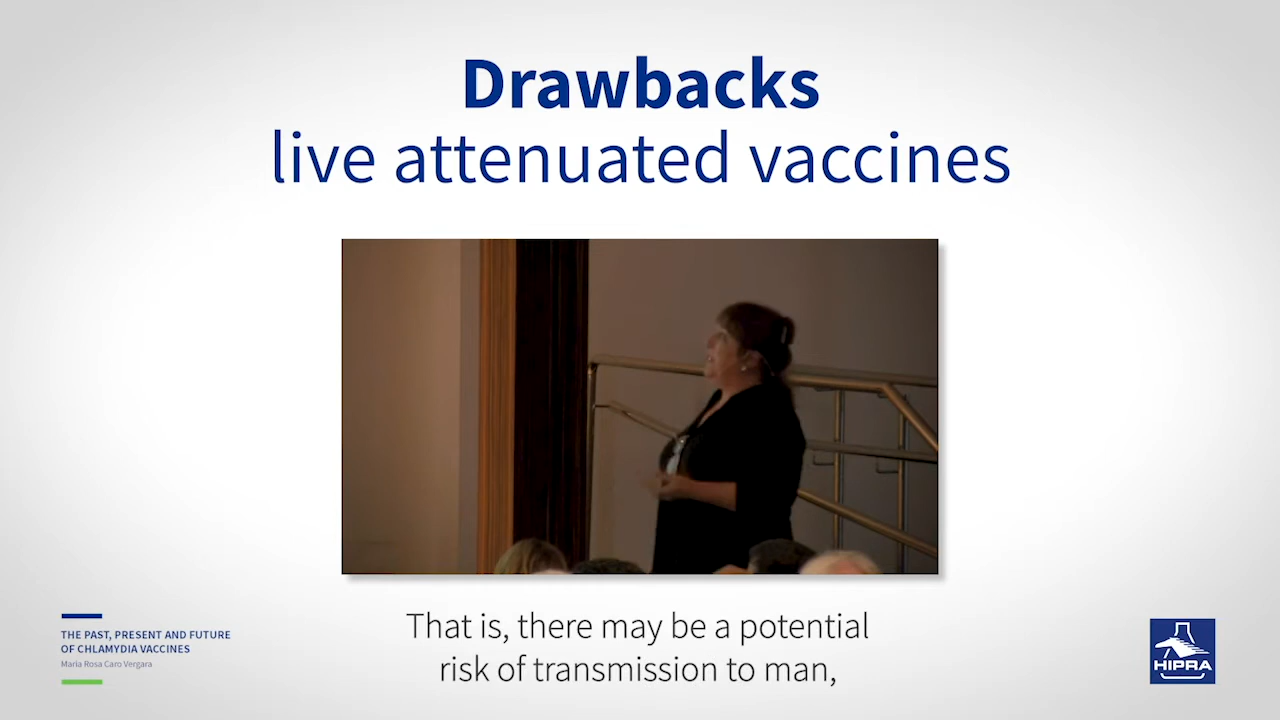 Drawbacks
live attenuated vaccines
That is, there may be a potential
risk of transmission to man,
THE PAST, PRESENT AND FUTURE
OF CHLAMYDIA VACCINES
Maria Rosa Caro Vergara
HIPRA